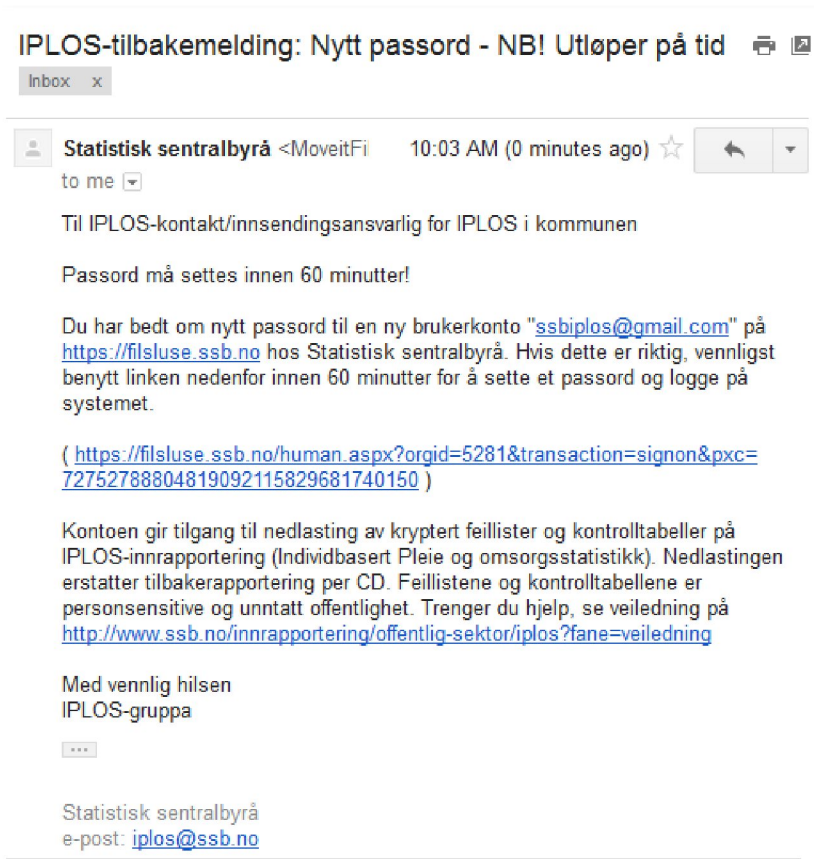 IPLOS-tilbakemelding: Nytt passord - NB! Utløper på tid
Inbox x
Statistisk sentralbyrå <MoveitFil 10:03 AM (0 minutes ago)
to me
Til IPLOS-kontakt/innsendingsansvarlig for IPLOS i kommunen
Passord må settes innen 60 minutter!
Du har bedt om nytt passord til en ny brukerkonto "ssbiplos@gmail.com" på
https://filsluse.ssb.no hos Statistisk sentralbyrå. Hvis dette er riktig, vennligst
benytt linken nedenfor innen 60 minutter for å sette et passord og logge på
systemet.
( https://filsluse.ssb.no/human.aspx?orgid=5281&transaction=signon&pxc=
727527888048190921158296817401​50 )
Kontoen gir tilgang til nedlasting av kryptert feillister og kontrolltabeller på
IPLOS-innrapportering (Individbasert Pleie og omsorgsstatistikk). Nedlastingen
erstatter tilbakerapportering per CD. Feillistene og kontrolltabellene er
personsensitive og unntatt offentlighet. Trenger du hjelp, se veiledning på
http://www.ssb.no/innrapportering/offentlig-sektor/iplos?fane=veiledning
Med vennlig hilsen
IPLOS-gruppa
...
Statistisk sentralbyrå
e-post: iplos@ssb.no